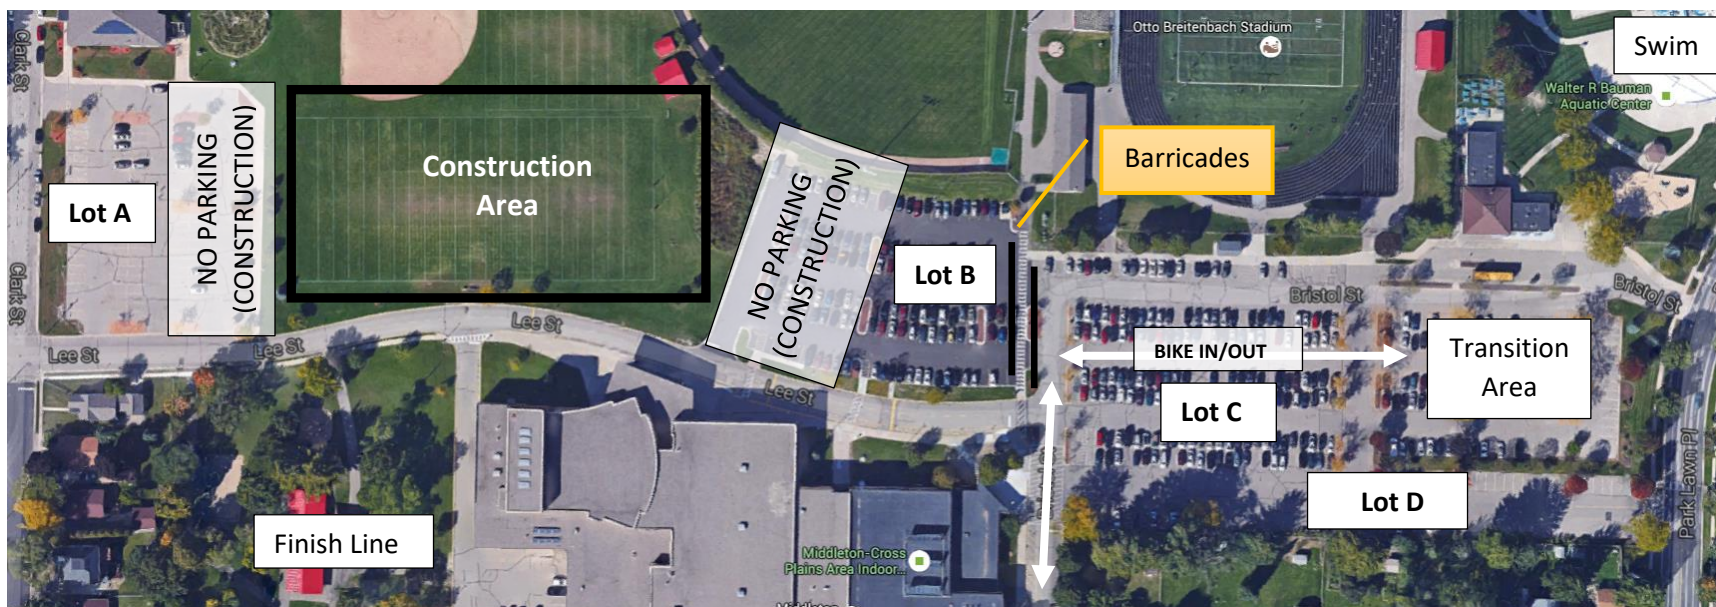 Clark St
Otto Breitenbach Stadium
Swim
Walter R Bauman
Aquatic Center
NO PARKING
(CONSTRUCTION)
Construction
Area
Barricades
NO PARKING
(CONSTRUCTION)
Lot A
Lot B
Clark St
Bristol St
Bristol St
Lee St
Lee St
Lee St
Lee St
BIKE IN/OUT
Transition
Area
Lot C
Lot D
Park Lawn Pl
Finish Line
Middleton-Cross
Plains Area Indoor...